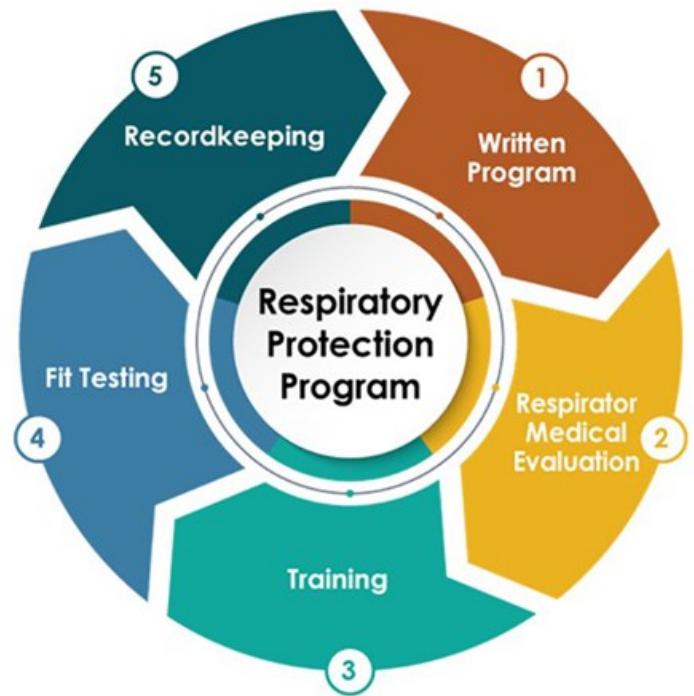 Respiratory
Protection
Program
1
Written
Program
2
Respirator
Medical
Evaluation
3
Training
4
Fit Testing
5
Recordkeeping